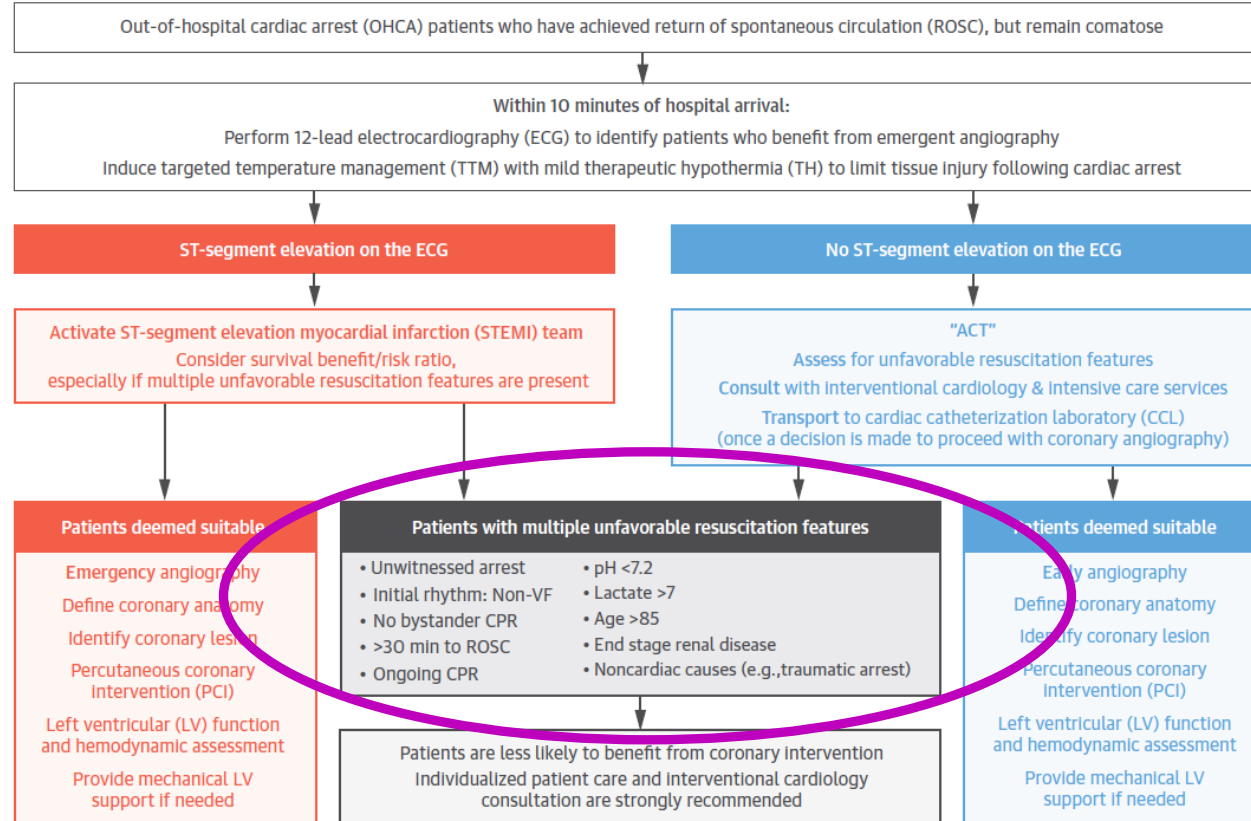 Out-of-hospital cardiac arrest (OHCA) patients who have achieved return of spontaneous circulation (ROSC), but remain comatose
Within 10 minutes of hospital arrival:
Perform 12-lead electrocardiography (ECG) to identify patients who benefit from emergent angiography
Induce targeted temperature management (TTM) with mild therapeutic hypothermia (TH) to limit tissue injury following cardiac arrest
ST-segment elevation on the ECG
Activate ST-segment elevation myocardial infarction (STEMI) team
Consider survival benefit/risk ratio,
especially if multiple unfavorable resuscitation features are present
No ST-segment elevation on the ECG
"ACT"
Assess for unfavorable resuscitation features
Consult with interventional cardiology & intensive care services
Transport to cardiac catheterization laboratory (CCL)
(once a decision is made to proceed with coronary angiography)
Patients deemed suitable
Emergency angiography
Define coronary anatomy
Identify coronary lesion
Percutaneous coronary
intervention (PCI)
Left ventricular (LV) function
and hemodynamic assessment
Provide mechanical LV
support if needed
Patients with multiple unfavorable resuscitation features
• Unwitnessed arrest
• Initial rhythm: Non-VF
• No bystander CPR
• >30 min to ROSC
• Ongoing CPR
• pH <7.2
• Lactate >7
• Age >85
• End stage renal disease
• Noncardiac causes (e.g.,traumatic arrest)
Patients are less likely to benefit from coronary intervention
Individualized patient care and interventional cardiology
consultation are strongly recommended
Patients deemed suitable
Early angiography
Define coronary anatomy
Identify coronary lesion
Percutaneous coronary
intervention (PCI)
Left ventricular (LV) function
and hemodynamic assessment
Provide mechanical LV
support if needed